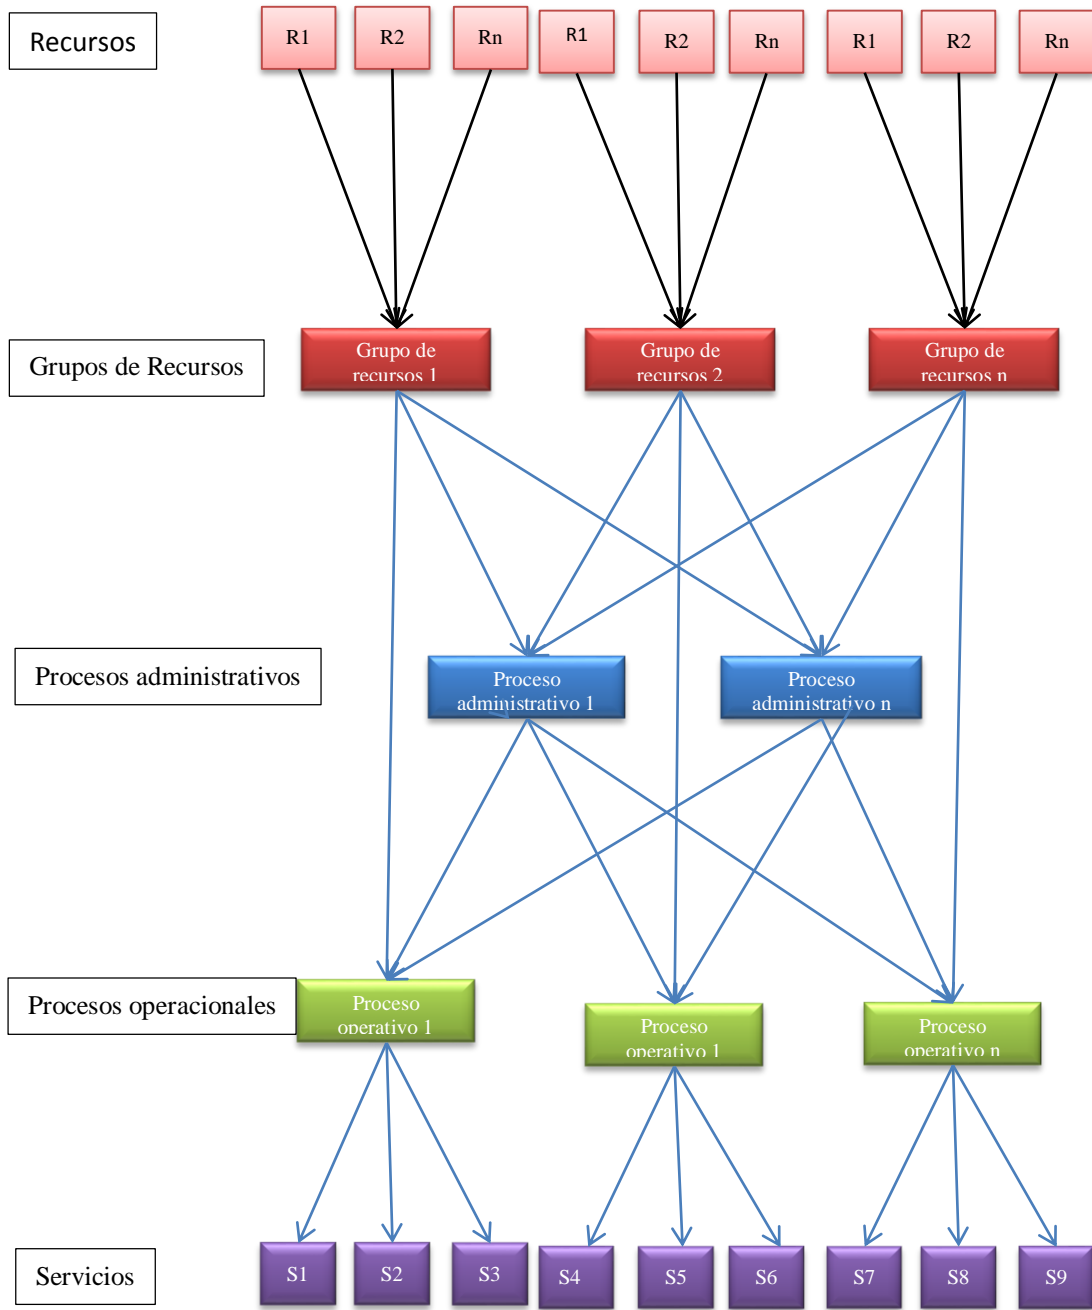 Recursos
R1
R2
Rn
R1
R2
Rn
R1
R2
Rn
Grupos de Recursos
Grupo de
recursos 1
Grupo de
recursos 2
Grupo de
recursos n
Procesos administrativos
Proceso
administrativo 1
Proceso
administrativo n
Procesos operacionales
Proceso
operativo 1
Proceso
operativo 1
Proceso
operativo n
Servicios
S1
S2
S3
S4
S5
S6
S7
S8
S9